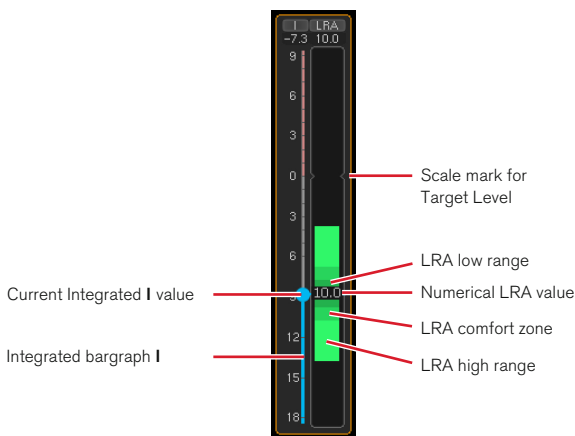 I LRA
−7.3 10.0
9
6
3
0
3
6
9
12
15
18
10.0
Scale mark for
Target Level
LRA low range
Numerical LRA value
LRA comfort zone
LRA high range
Current Integrated I value
Integrated bargraph I